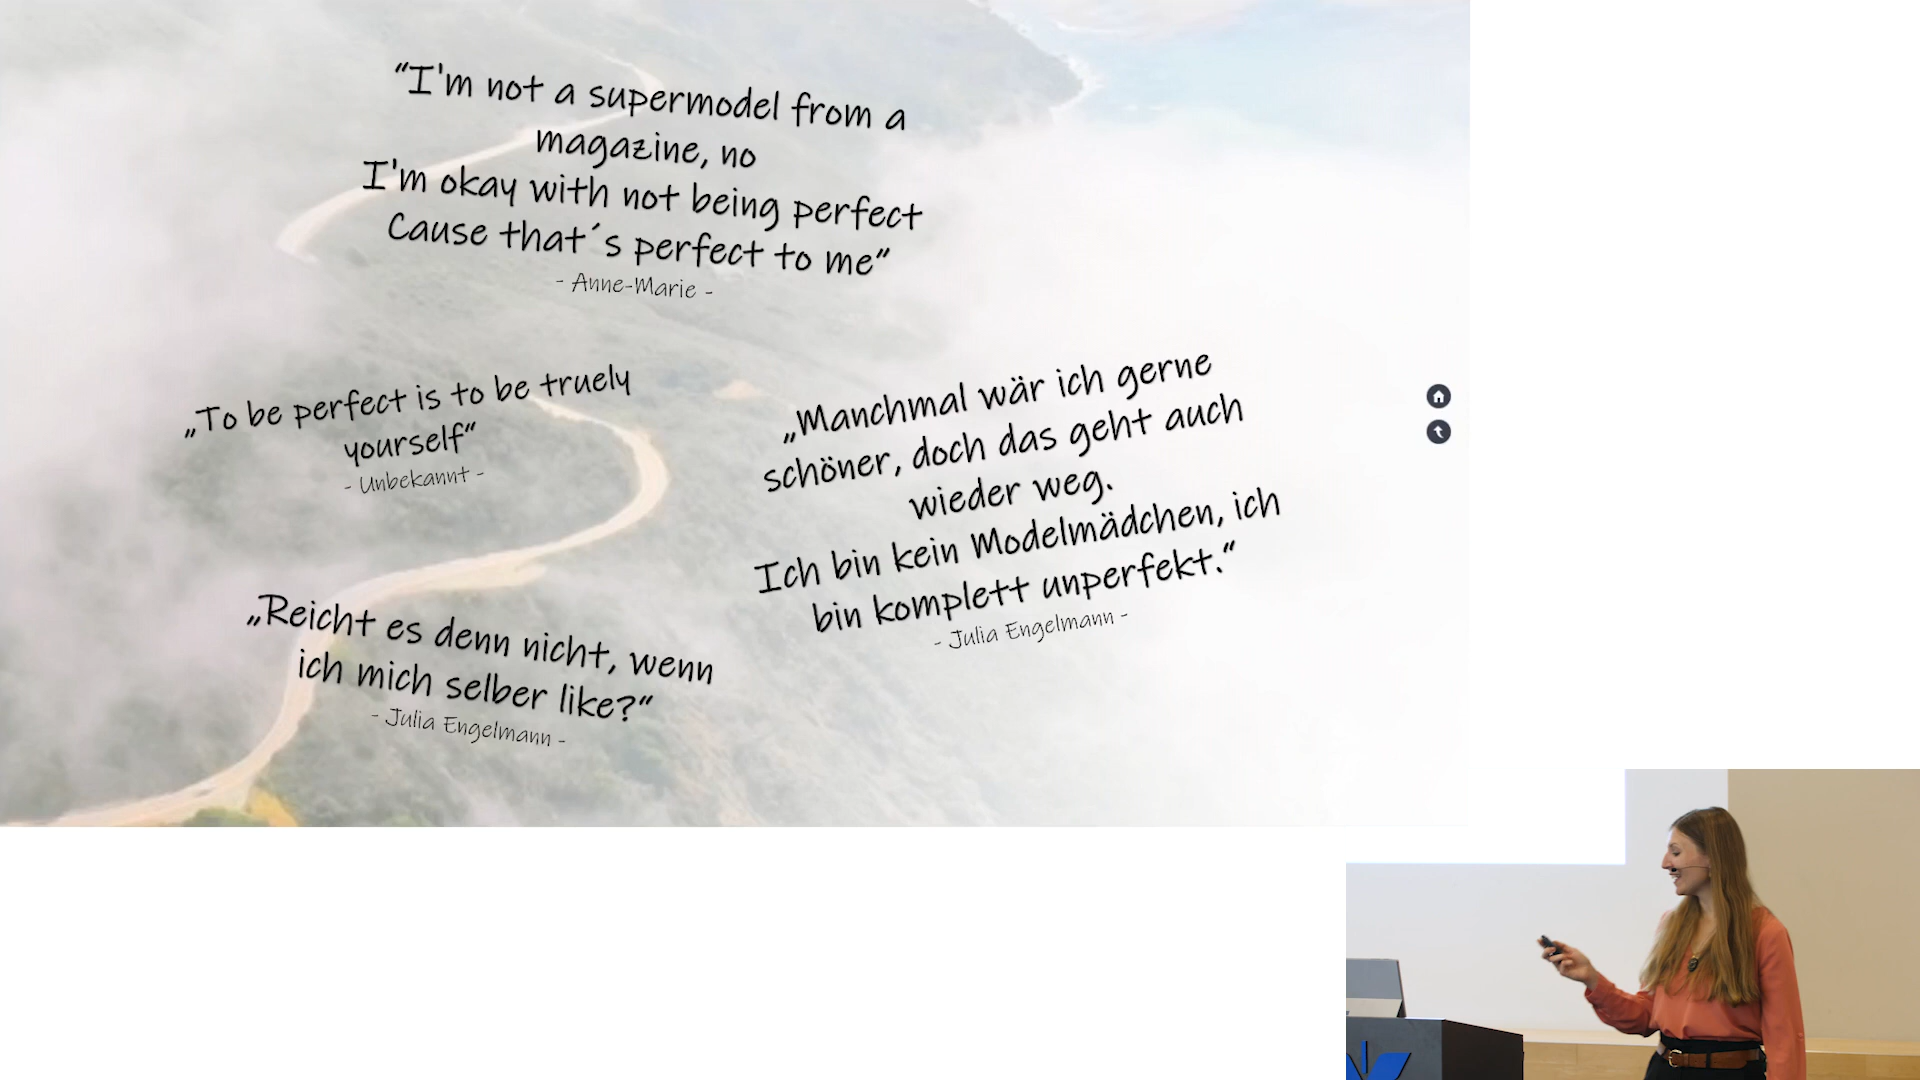 “I'm not a supermodel from a
magazine, no
I'm okay with not being perfect
Cause that´s perfect to me”
- Anne-Marie -
„To be perfect is to be truely
yourself“
- Unbekannt -
„Manchmal wär ich gerne
schöner, doch das geht auch
wieder weg.
Ich bin kein Modelmädchen, ich
bin komplett unperfekt.“
- Julia Engelmann -
„Reicht es denn nicht, wenn
ich mich selber like?“
- Julia Engelmann -